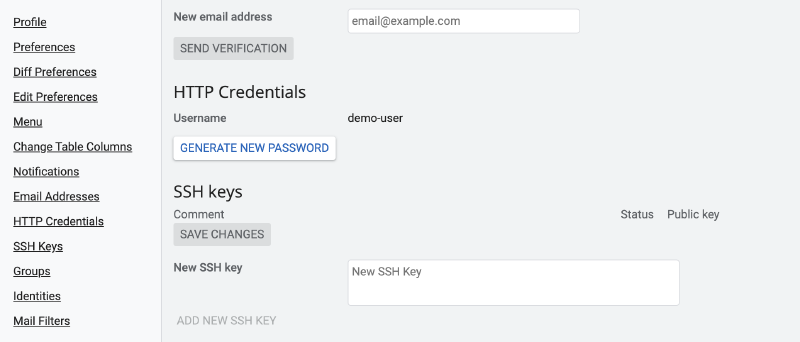 Profile
Preferences
Diff Preferences
Edit Preferences
Menu
Change Table Columns
Notifications
Email Addresses
HTTP Credentials
SSH Keys
Groups
Identities
Mail Filters
New email address
email@example.com
SEND VERIFICATION
HTTP Credentials
Username demo-user
GENERATE NEW PASSWORD
SSH keys
Comment Status Public key
SAVE CHANGES
New SSH key
New SSH Key
ADD NEW SSH KEY